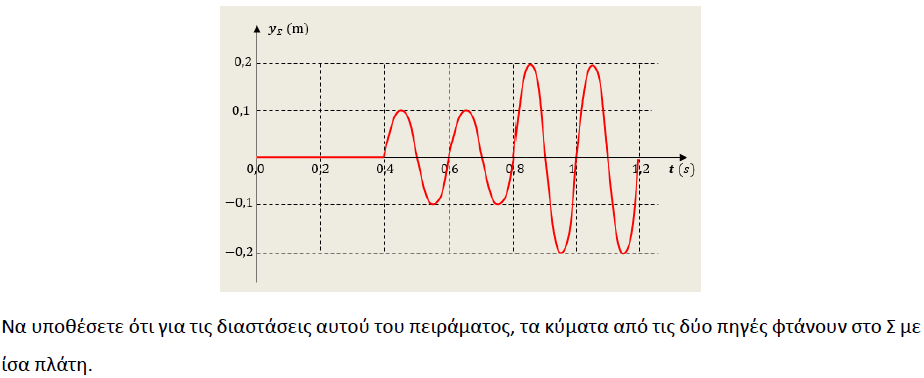 y_Σ (m)
0,2
0,1
0,0 0,2 0,4 0,6 0,8 1 1,2 t (s)
−0,1
−0,2
Να υποθέσετε ότι για τις διαστάσεις αυτού του πειράματος, τα κύματα από τις δύο πηγές φτάνουν στο Σ με
ίσα πλάτη.